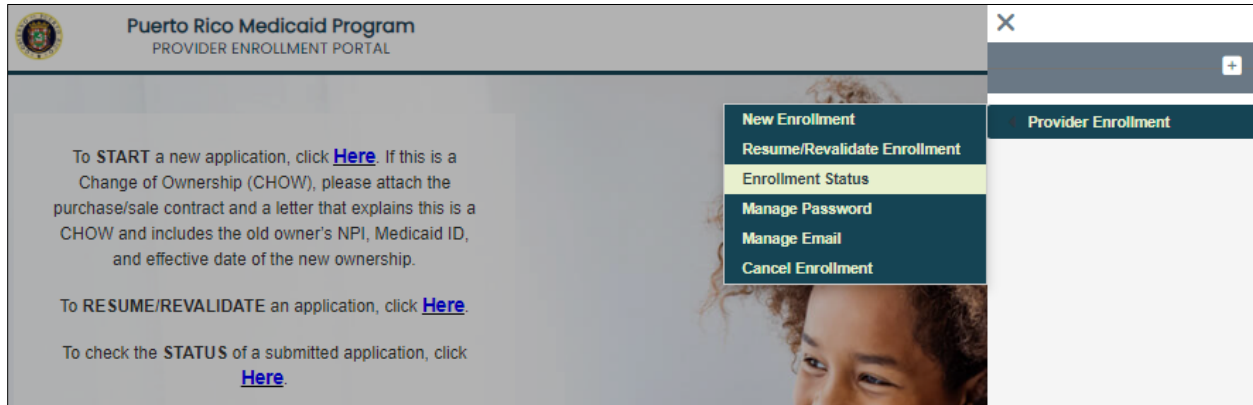 Puerto Rico Medicaid Program
PROVIDER ENROLLMENT PORTAL
To START a new application, click Here. If this is a
Change of Ownership (CHOW), please attach the
purchase/sale contract and a letter that explains this is a
CHOW and includes the old owner's NPI, Medicaid ID,
and effective date of the new ownership.
To RESUME/REVALIDATE an application, click Here.
To check the STATUS of a submitted application, click
Here.
New Enrollment
Resume/Revalidate Enrollment
Enrollment Status
Manage Password
Manage Email
Cancel Enrollment
Provider Enrollment